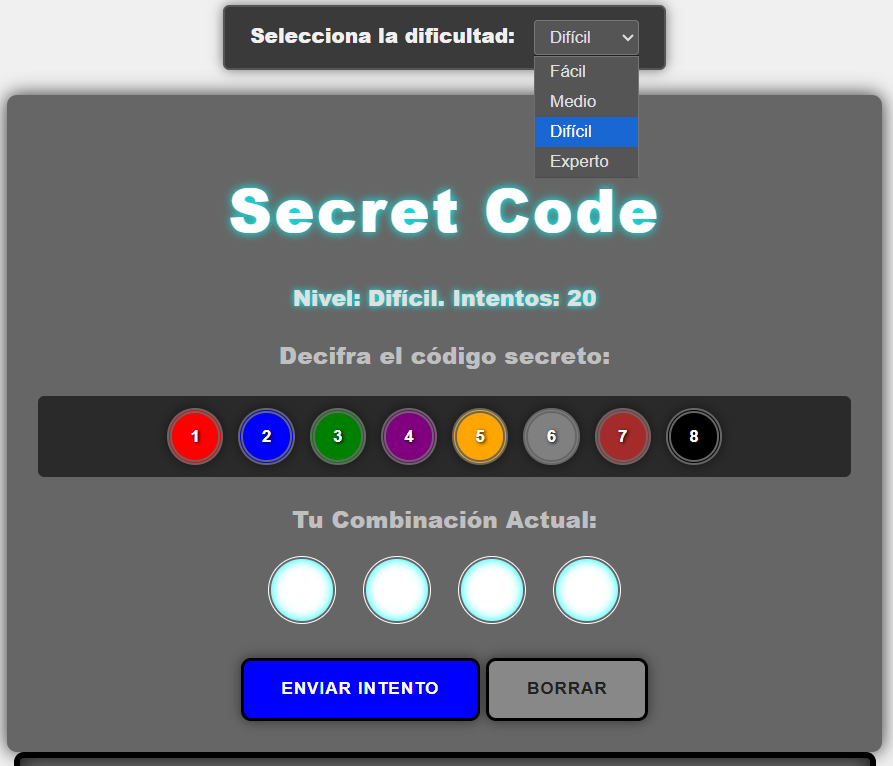 Selecciona la dificultad: Difícil
Fácil
Medio
Difícil
Experto
Secret Code
Nivel: Difícil. Intentos: 20
Decifra el código secreto:
1 2 3 4 5 6 7 8
Tu Combinación Actual:
ENVIAR INTENTO BORRAR